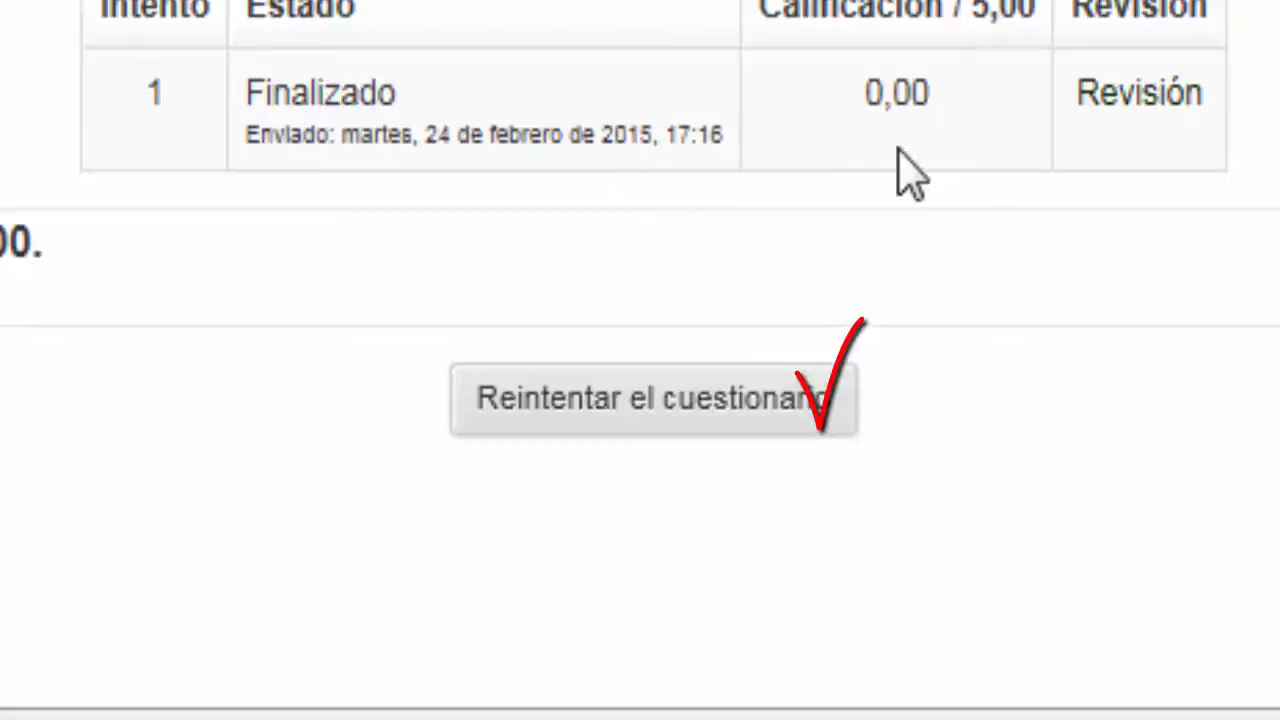 Intento Estado Calificación / 5,00 Revisión
1 Finalizado 0,00 Revisión
Enviado: martes, 24 de febrero de 2015, 17:16
00.
Reintentar el cuestionario